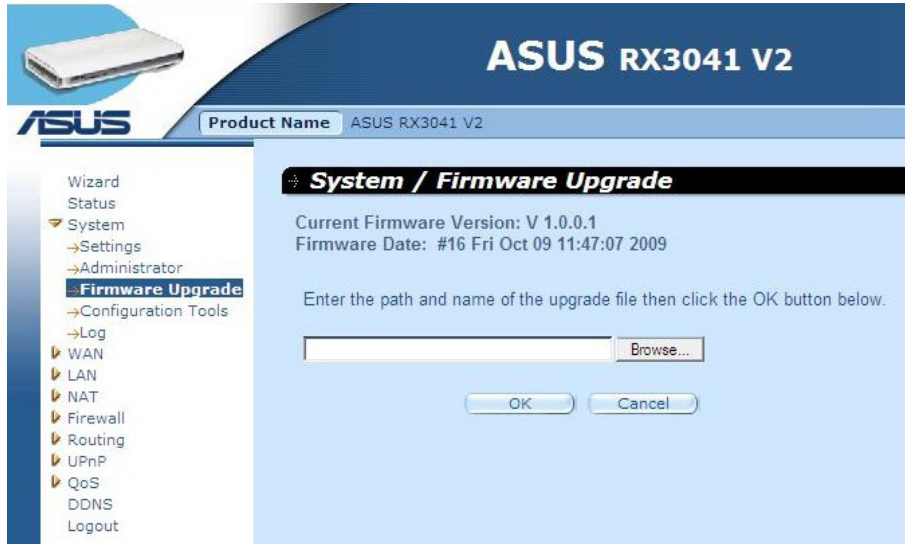 ASUS RX3041 V2
ASUS
Product Name ASUS RX3041 V2
Wizard
Status
System
→Settings
→Administrator
→Firmware Upgrade
→Configuration Tools
→Log
WAN
LAN
NAT
Firewall
Routing
UPnP
QoS
DDNS
Logout
System / Firmware Upgrade
Current Firmware Version: V 1.0.0.1
Firmware Date: #16 Fri Oct 09 11:47:07 2009
Enter the path and name of the upgrade file then click the OK button below.
Browse...
OK Cancel